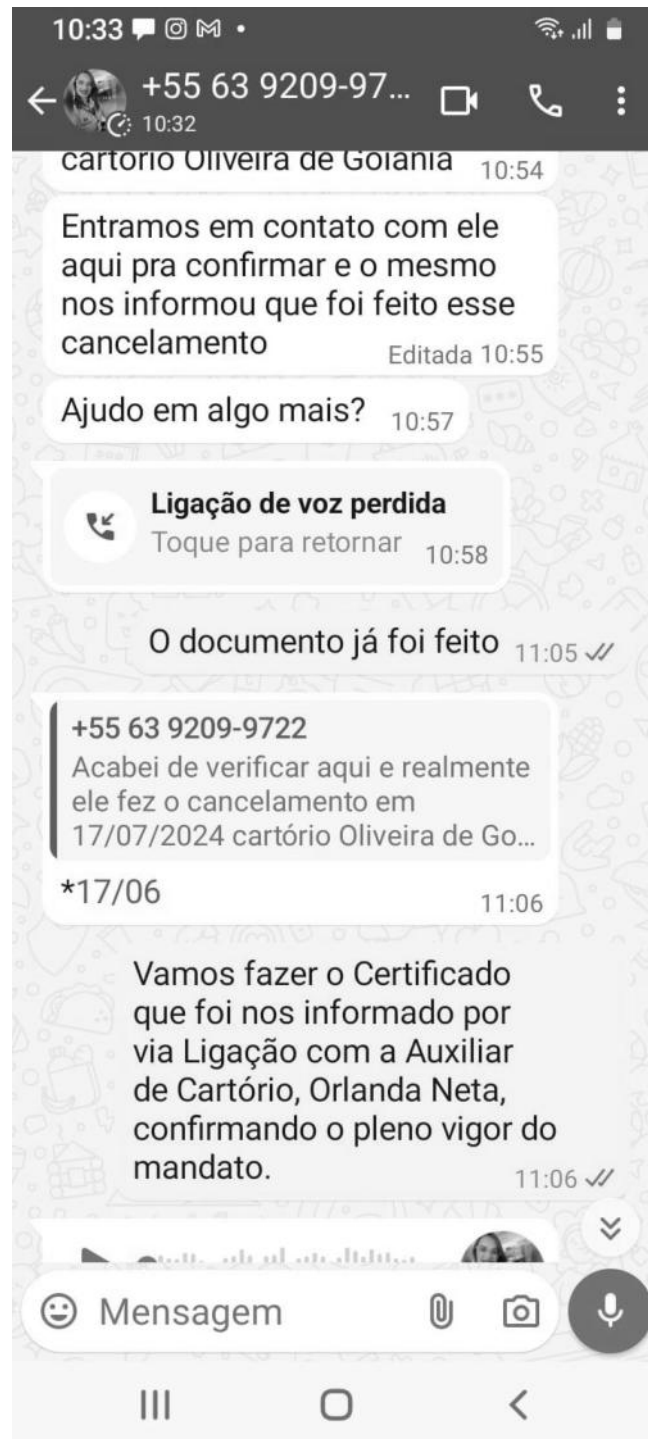 10:33
+55 63 9209-97...
10:32
cartório Oliveira de Goiânia 10:54
Entramos em contato com ele
aqui pra confirmar e o mesmo
nos informou que foi feito esse
cancelamento Editada 10:55
Ajudo em algo mais? 10:57
Ligação de voz perdida
Toque para retornar 10:58
O documento já foi feito 11:05
+55 63 9209-9722
Acabei de verificar aqui e realmente
ele fez o cancelamento em
17/07/2024 cartório Oliveira de Go...
*17/06 11:06
Vamos fazer o Certificado
que foi nos informado por
via Ligação com a Auxiliar
de Cartório, Orlanda Neta,
confirmando o pleno vigor do
mandato. 11:06
Mensagem